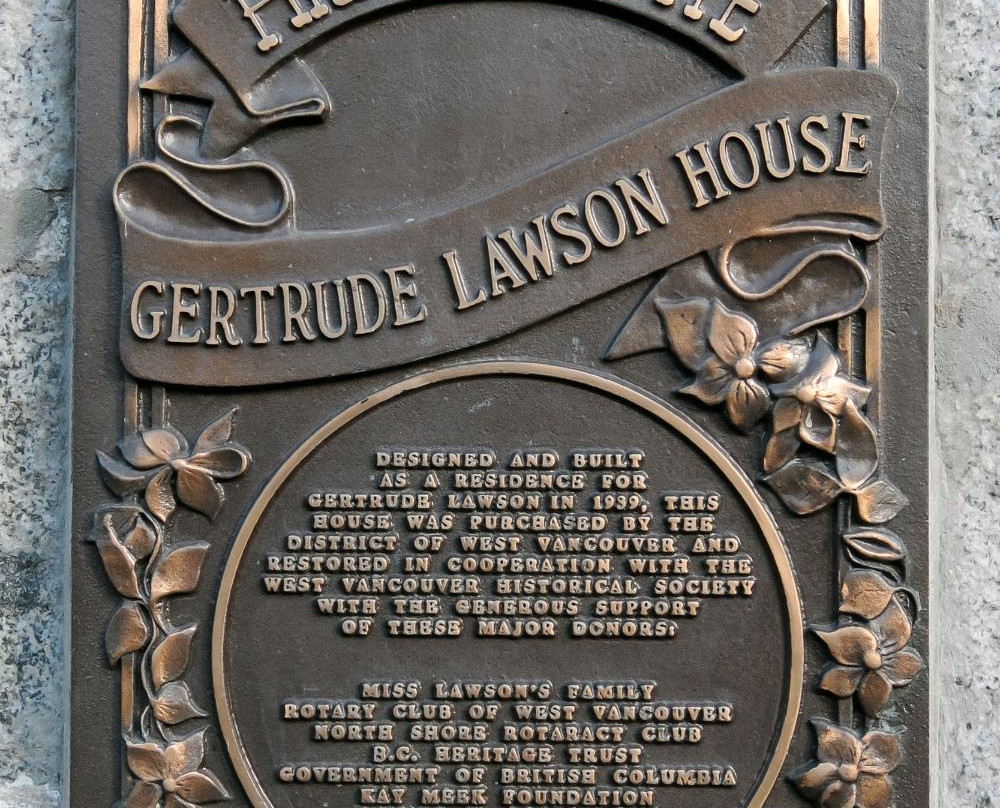 GERTRUDE LAWSON HOUSE
DESIGNED AND BUILT
AS A RESIDENCE FOR
GERTRUDE LAWSON IN 1939, THIS
HOUSE WAS PURCHASED BY THE
DISTRICT OF WEST VANCOUVER AND
RESTORED IN COOPERATION WITH THE
WEST VANCOUVER HISTORICAL SOCIETY
WITH THE GENEROUS SUPPORT
OF THESE MAJOR DONORS:
MISS LAWSON'S FAMILY
ROTARY CLUB OF WEST VANCOUVER
NORTH SHORE ROTARACT CLUB
B.C. HERITAGE TRUST
GOVERNMENT OF BRITISH COLUMBIA
KAY MEEK FOUNDATION